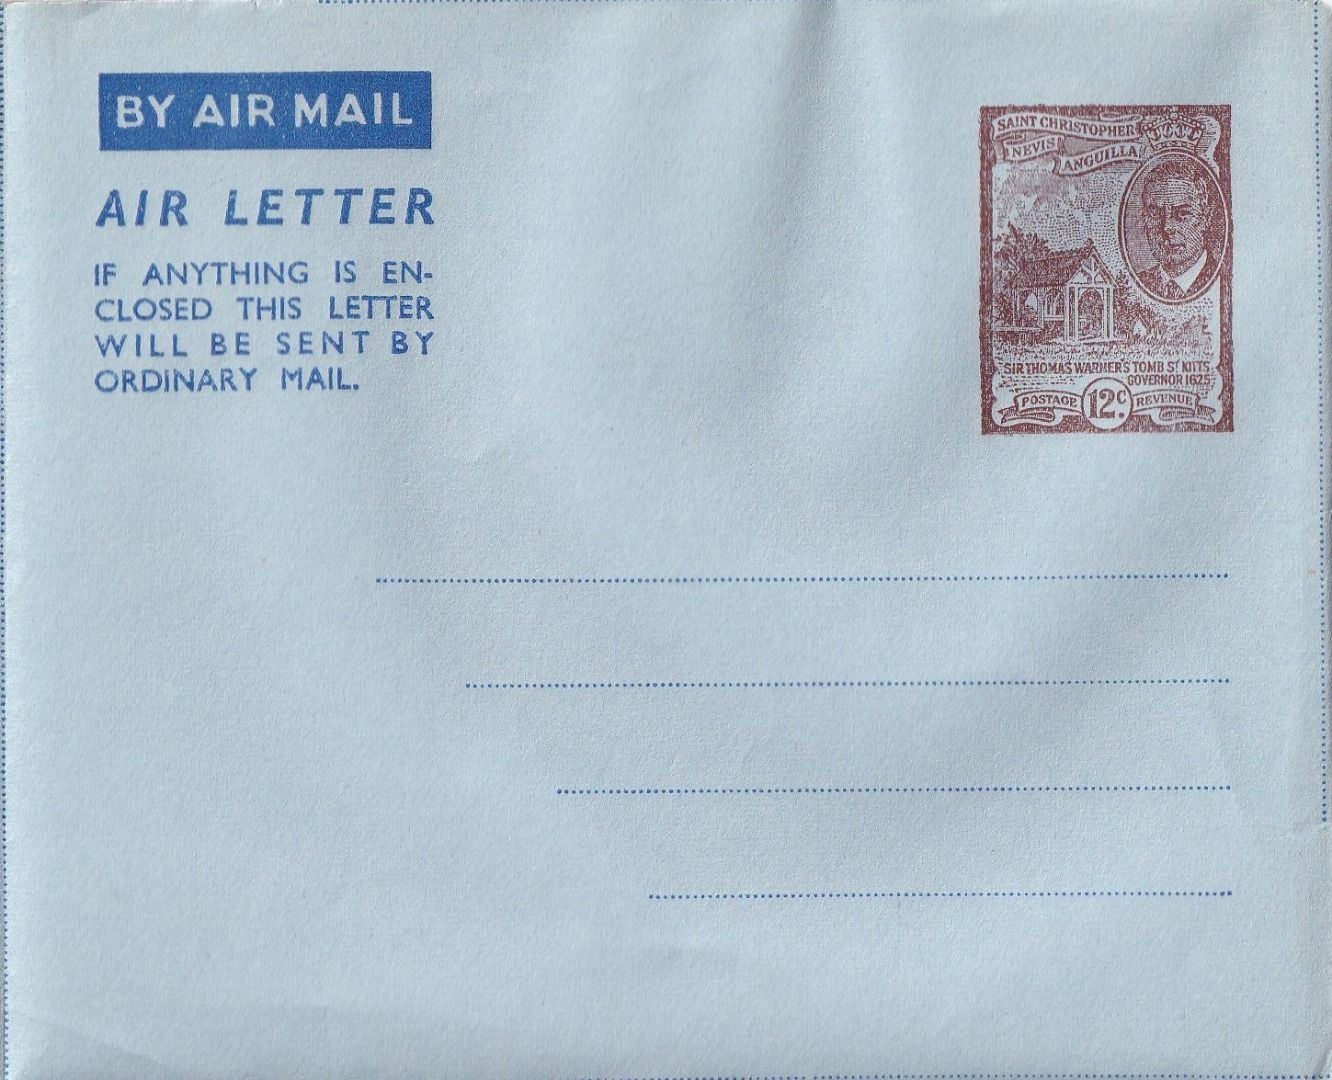 BY AIR MAIL
AIR LETTER
IF ANYTHING IS EN-
CLOSED THIS LETTER
WILL BE SENT BY
ORDINARY MAIL.
SAINT CHRISTOPHER
NEVIS
ANGUILLA
SIR THOMAS WARNER'S TOMB ST KITTS
GOVERNOR 1625
POSTAGE 12c. REVENUE